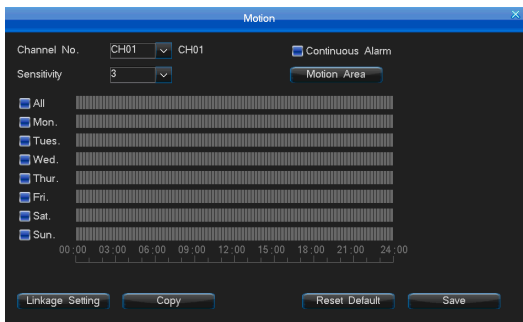 Motion
Channel No. CH01 CH01 Continuous Alarm
Sensitivity 3 Motion Area
All
Mon.
Tues.
Wed.
Thur.
Fri.
Sat.
Sun.
00:00 03:00 06:00 09:00 12:00 15:00 18:00 21:00 24:00
Linkage Setting Copy Reset Default Save